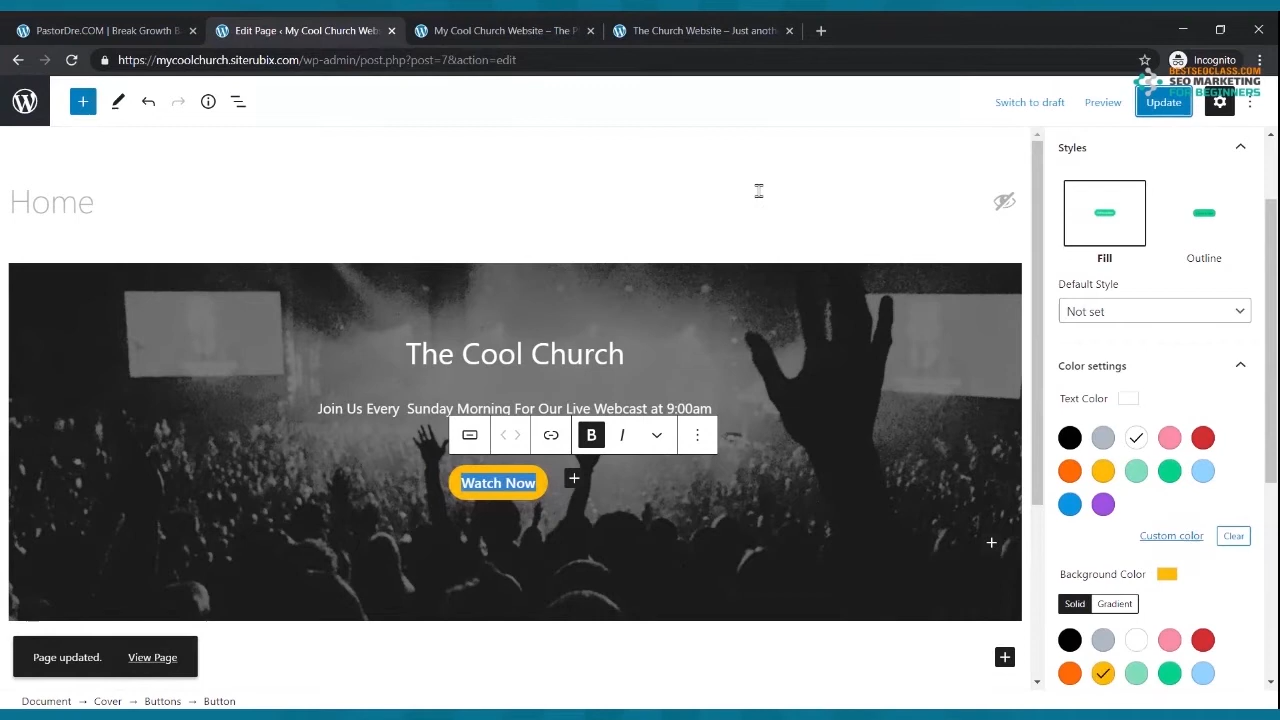 PastorDre.COM | Break Growth B
Edit Page ‹ My Cool Church Web
My Cool Church Website – The P
The Church Website – Just anoth
https://mycoolchurch.siterubix.com/wp-admin/post.php?post=7&action=edit
Incognito
BESTSEOCLASS.COM
SEO MARKETING
FOR BEGINNERS
Switch to draft
Preview
Update
Styles
Home
Fill
Outline
Default Style
Not set
The Cool Church
Color settings
Text Color
Join Us Every Sunday Morning For Our Live Webcast at 9:00am
B I
Watch Now
Custom color
Clear
Background Color
Solid
Gradient
Page updated.
View Page
Document → Cover → Buttons → Button